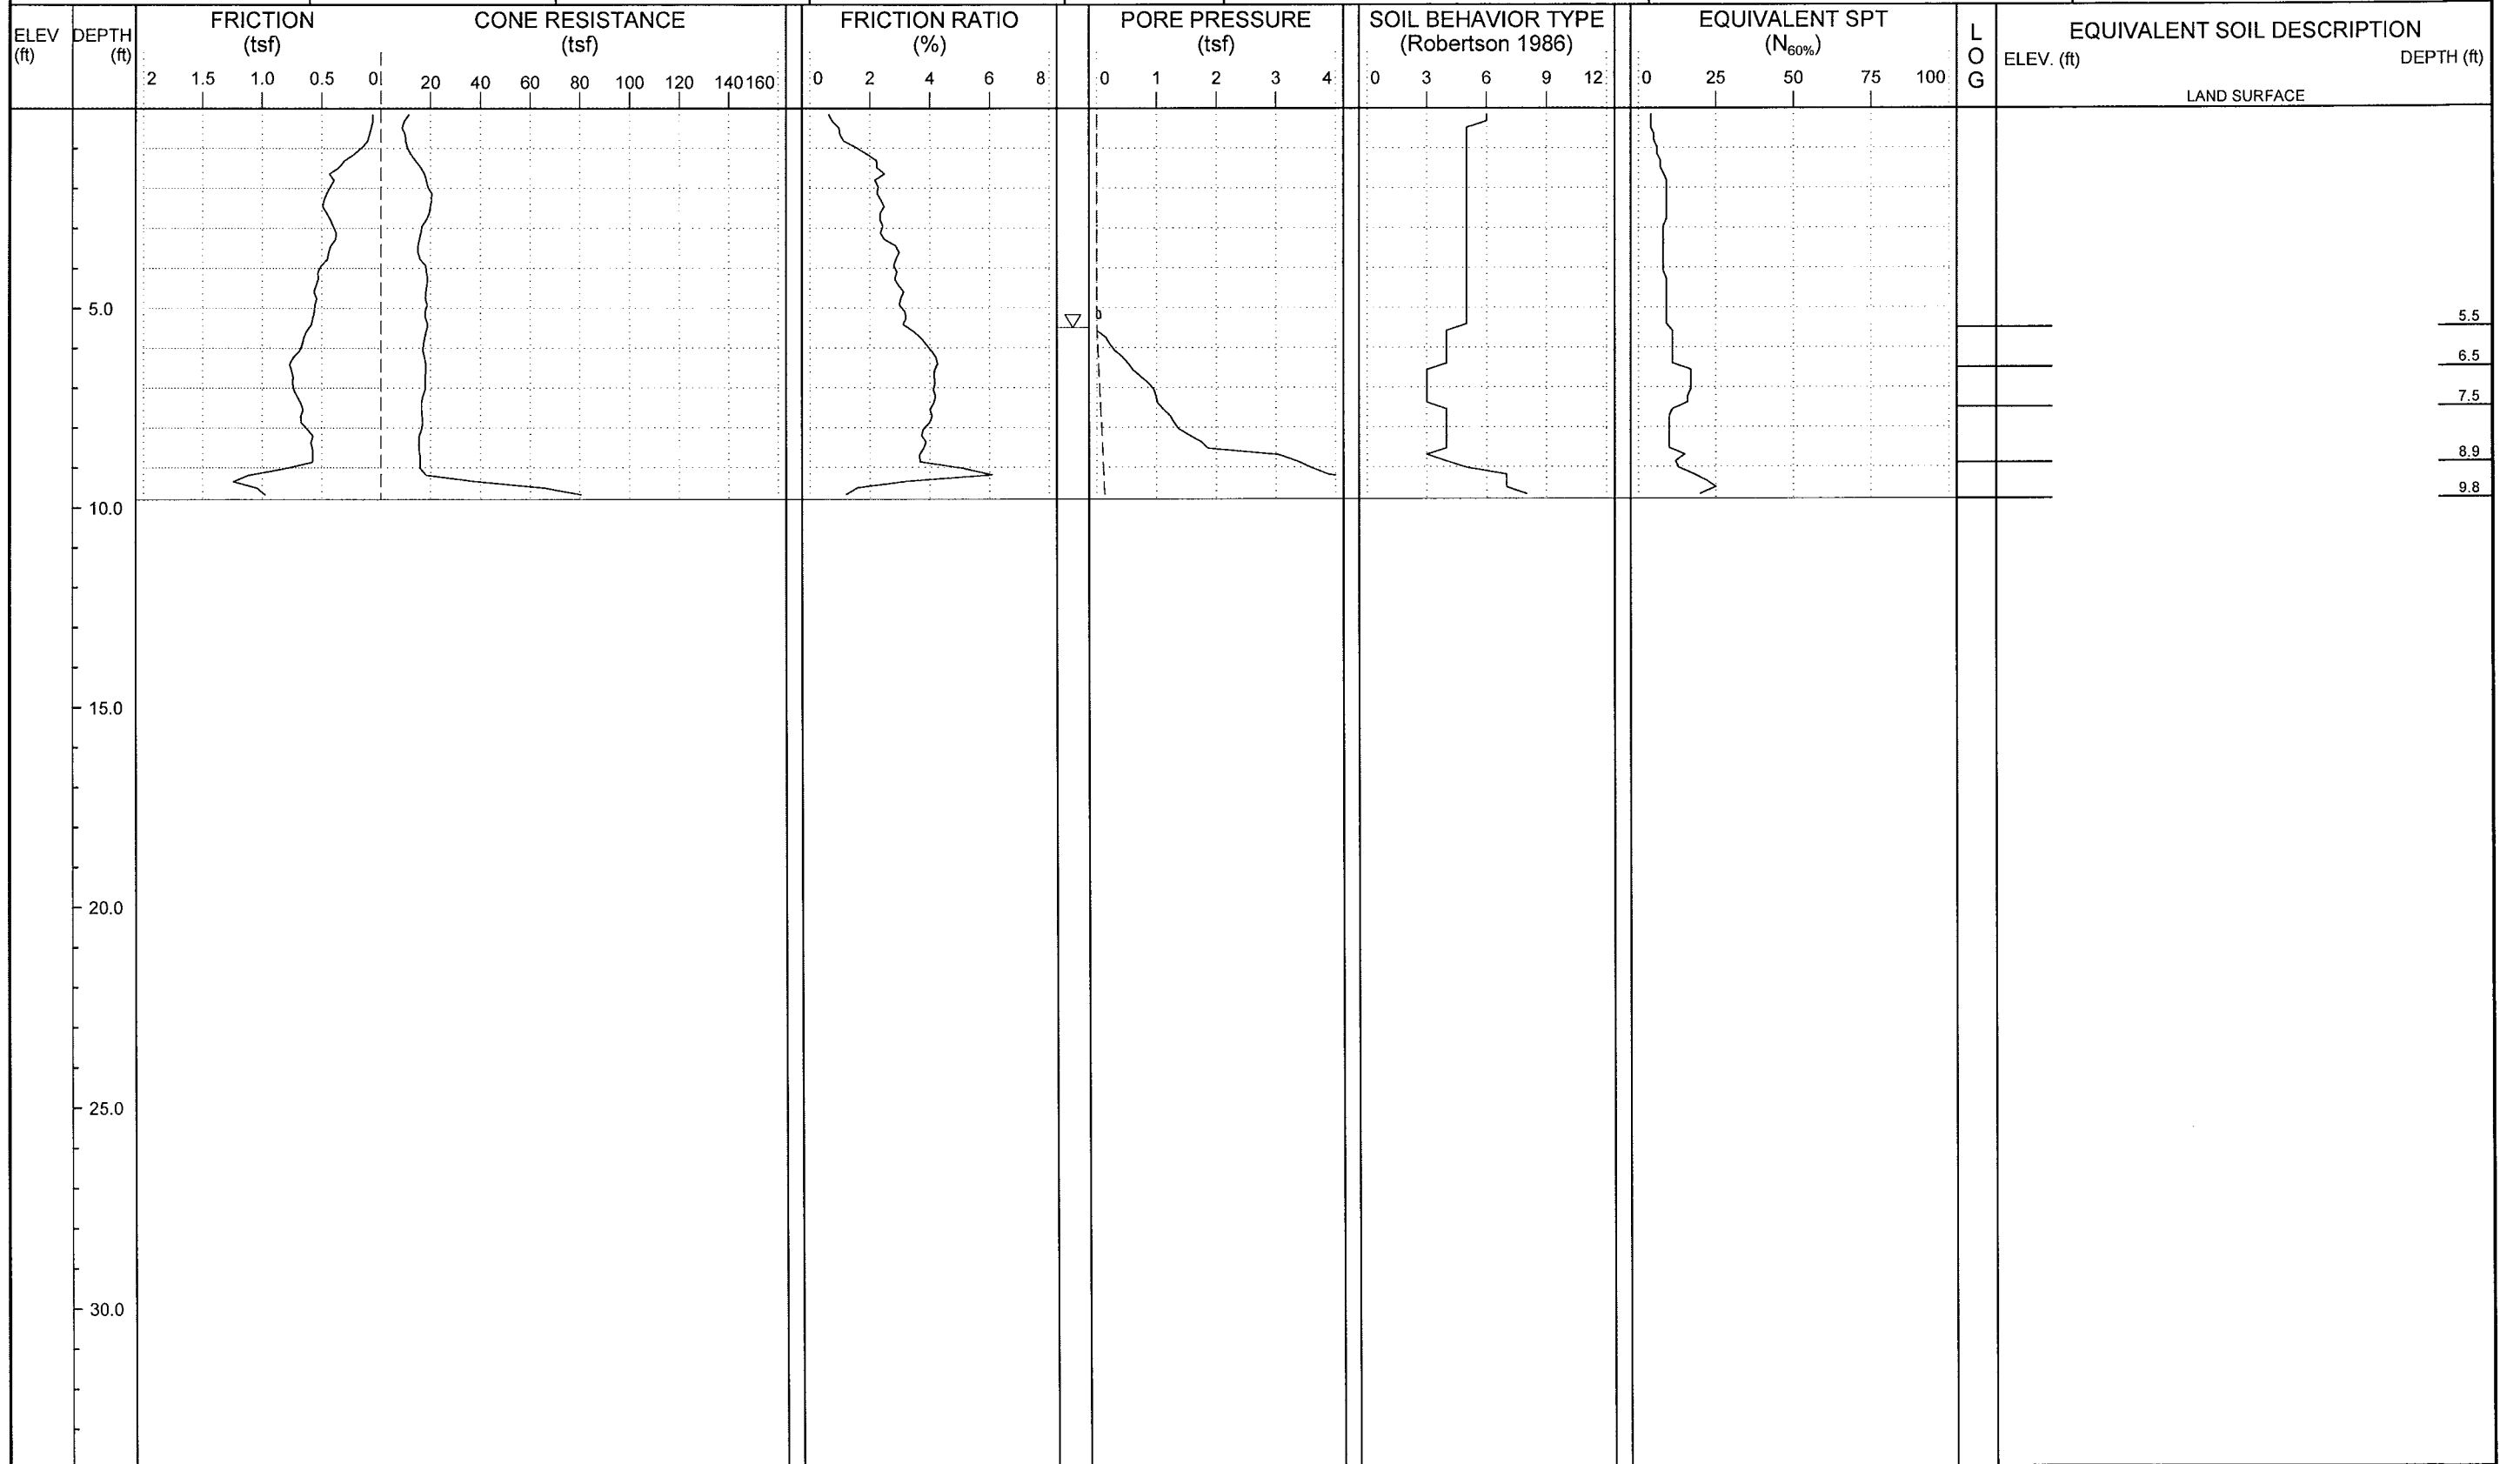 FRICTION CONE RESISTANCE FRICTION RATIO PORE PRESSURE SOIL BEHAVIOR TYPE EQUIVALENT SPT
ELEV DEPTH (tsf) (tsf) (%) (tsf) (Robertson 1986) (N60%) L EQUIVALENT SOIL DESCRIPTION
(ft) (ft) O ELEV. (ft) DEPTH (ft)
2 1.5 1.0 0.5 0 20 40 60 80 100 120 140 160 0 2 4 6 8 0 1 2 3 4 0 3 6 9 12 0 25 50 75 100 G
LAND SURFACE
5.0
5.5
6.5
7.5
8.9
9.8
10.0
15.0
20.0
25.0
30.0